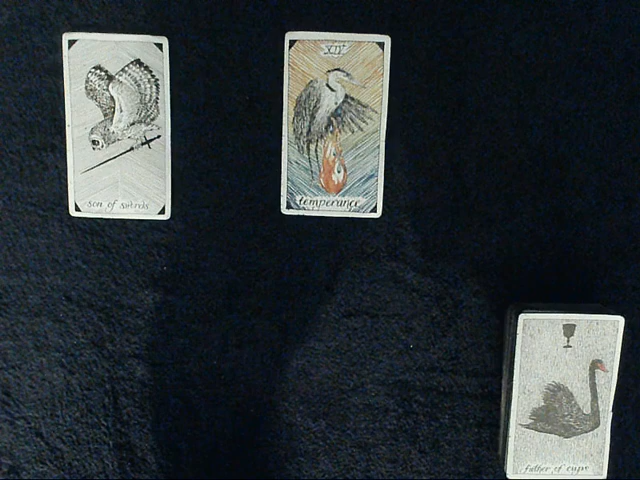 son of swords
XIV
temperance
father of cups